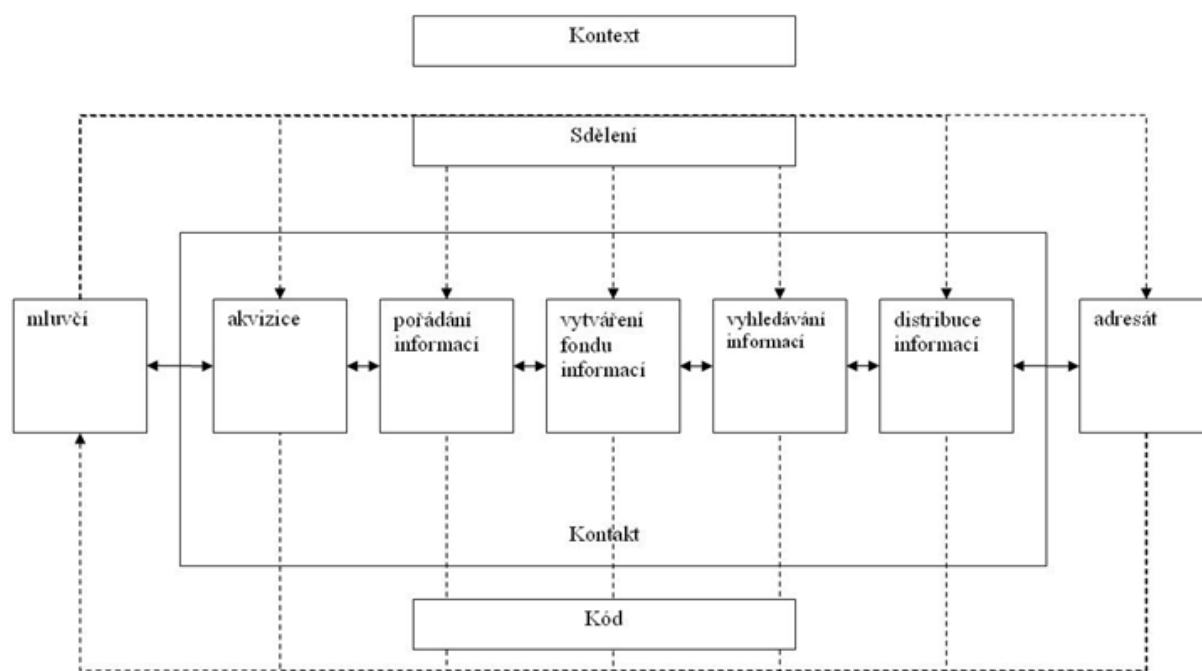 Kontext
Sdělení
mluvčí
akvizice
pořádání
informací
vytváření
fondu
informací
vyhledávání
informací
distribuce
informací
adresát
Kontakt
Kód